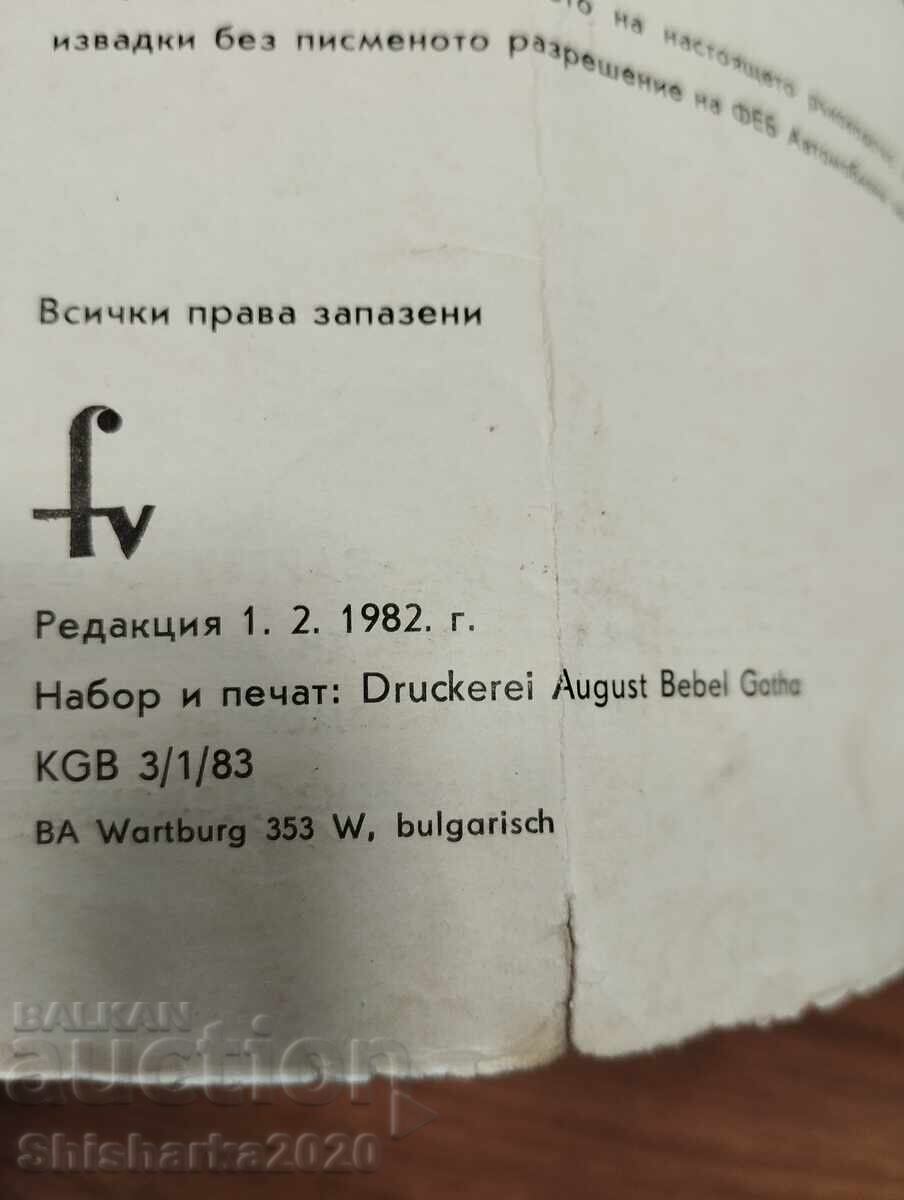 на настоящето
извадки без писменото разрешение на ФЕБ
Всички права запазени
fv
Редакция 1. 2. 1982. г.
Набор и печат: Druckerei August Bebel Gotha
KGB 3/1/83
BA Wartburg 353 W, bulgarisch
BALKAN
auction
Shisharka2020